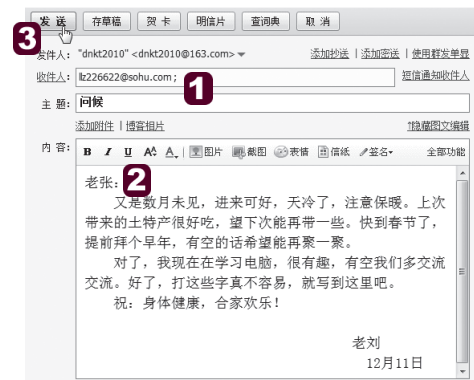 发 送 存草稿 贺 卡 明信片 查词典 取 消
3
发件人: "dnkt2010" <dnkt2010@163.com> 添加抄送 | 添加密送 | 使用群发单显
收件人: llz226622@sohu.com; 1 短信通知收件人
主 题: 问候
添加附件 | 博客相片 ?隐藏图文编辑
内 容: B I U A A 图片 截图 表情 信纸 签名 全部功能
老张: 2
又是数月未见，进来可好，天冷了，注意保暖。上次
带来的土特产很好吃，望下次能再带一些。快到春节了，
提前拜个早年，有空的话希望能再聚一聚。
对了，我现在在学习电脑，很有趣，有空我们多交流
交流。好了，打这些字真不容易，就写到这里吧。
祝：身体健康，合家欢乐！
老刘
12月11日